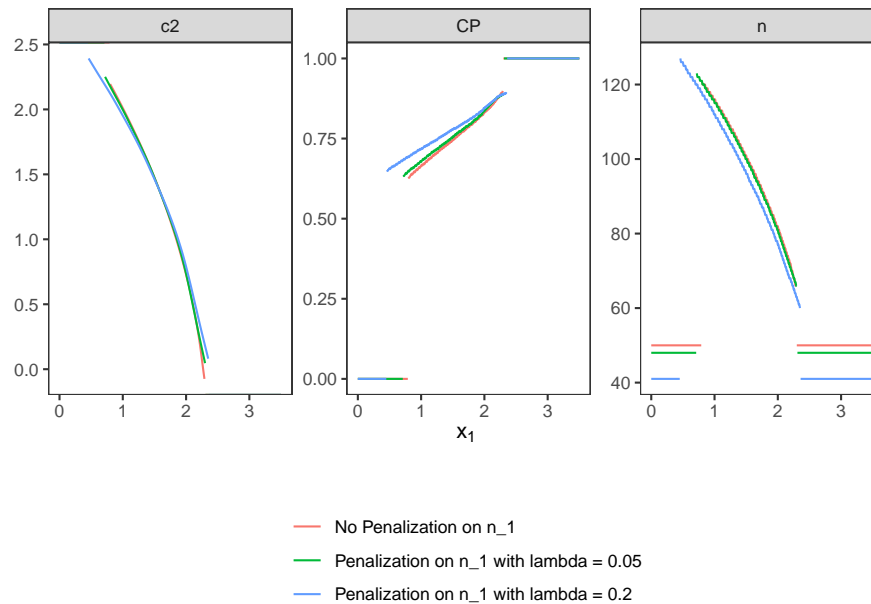 c2
CP
n
2.5
2.0
1.5
1.0
0.5
0.0
1.00
0.75
0.50
0.25
0.00
120
100
80
60
40
0 1 2 3
0 1 2 3
0 1 2 3
x₁
No Penalization on n_1
Penalization on n_1 with lambda = 0.05
Penalization on n_1 with lambda = 0.2